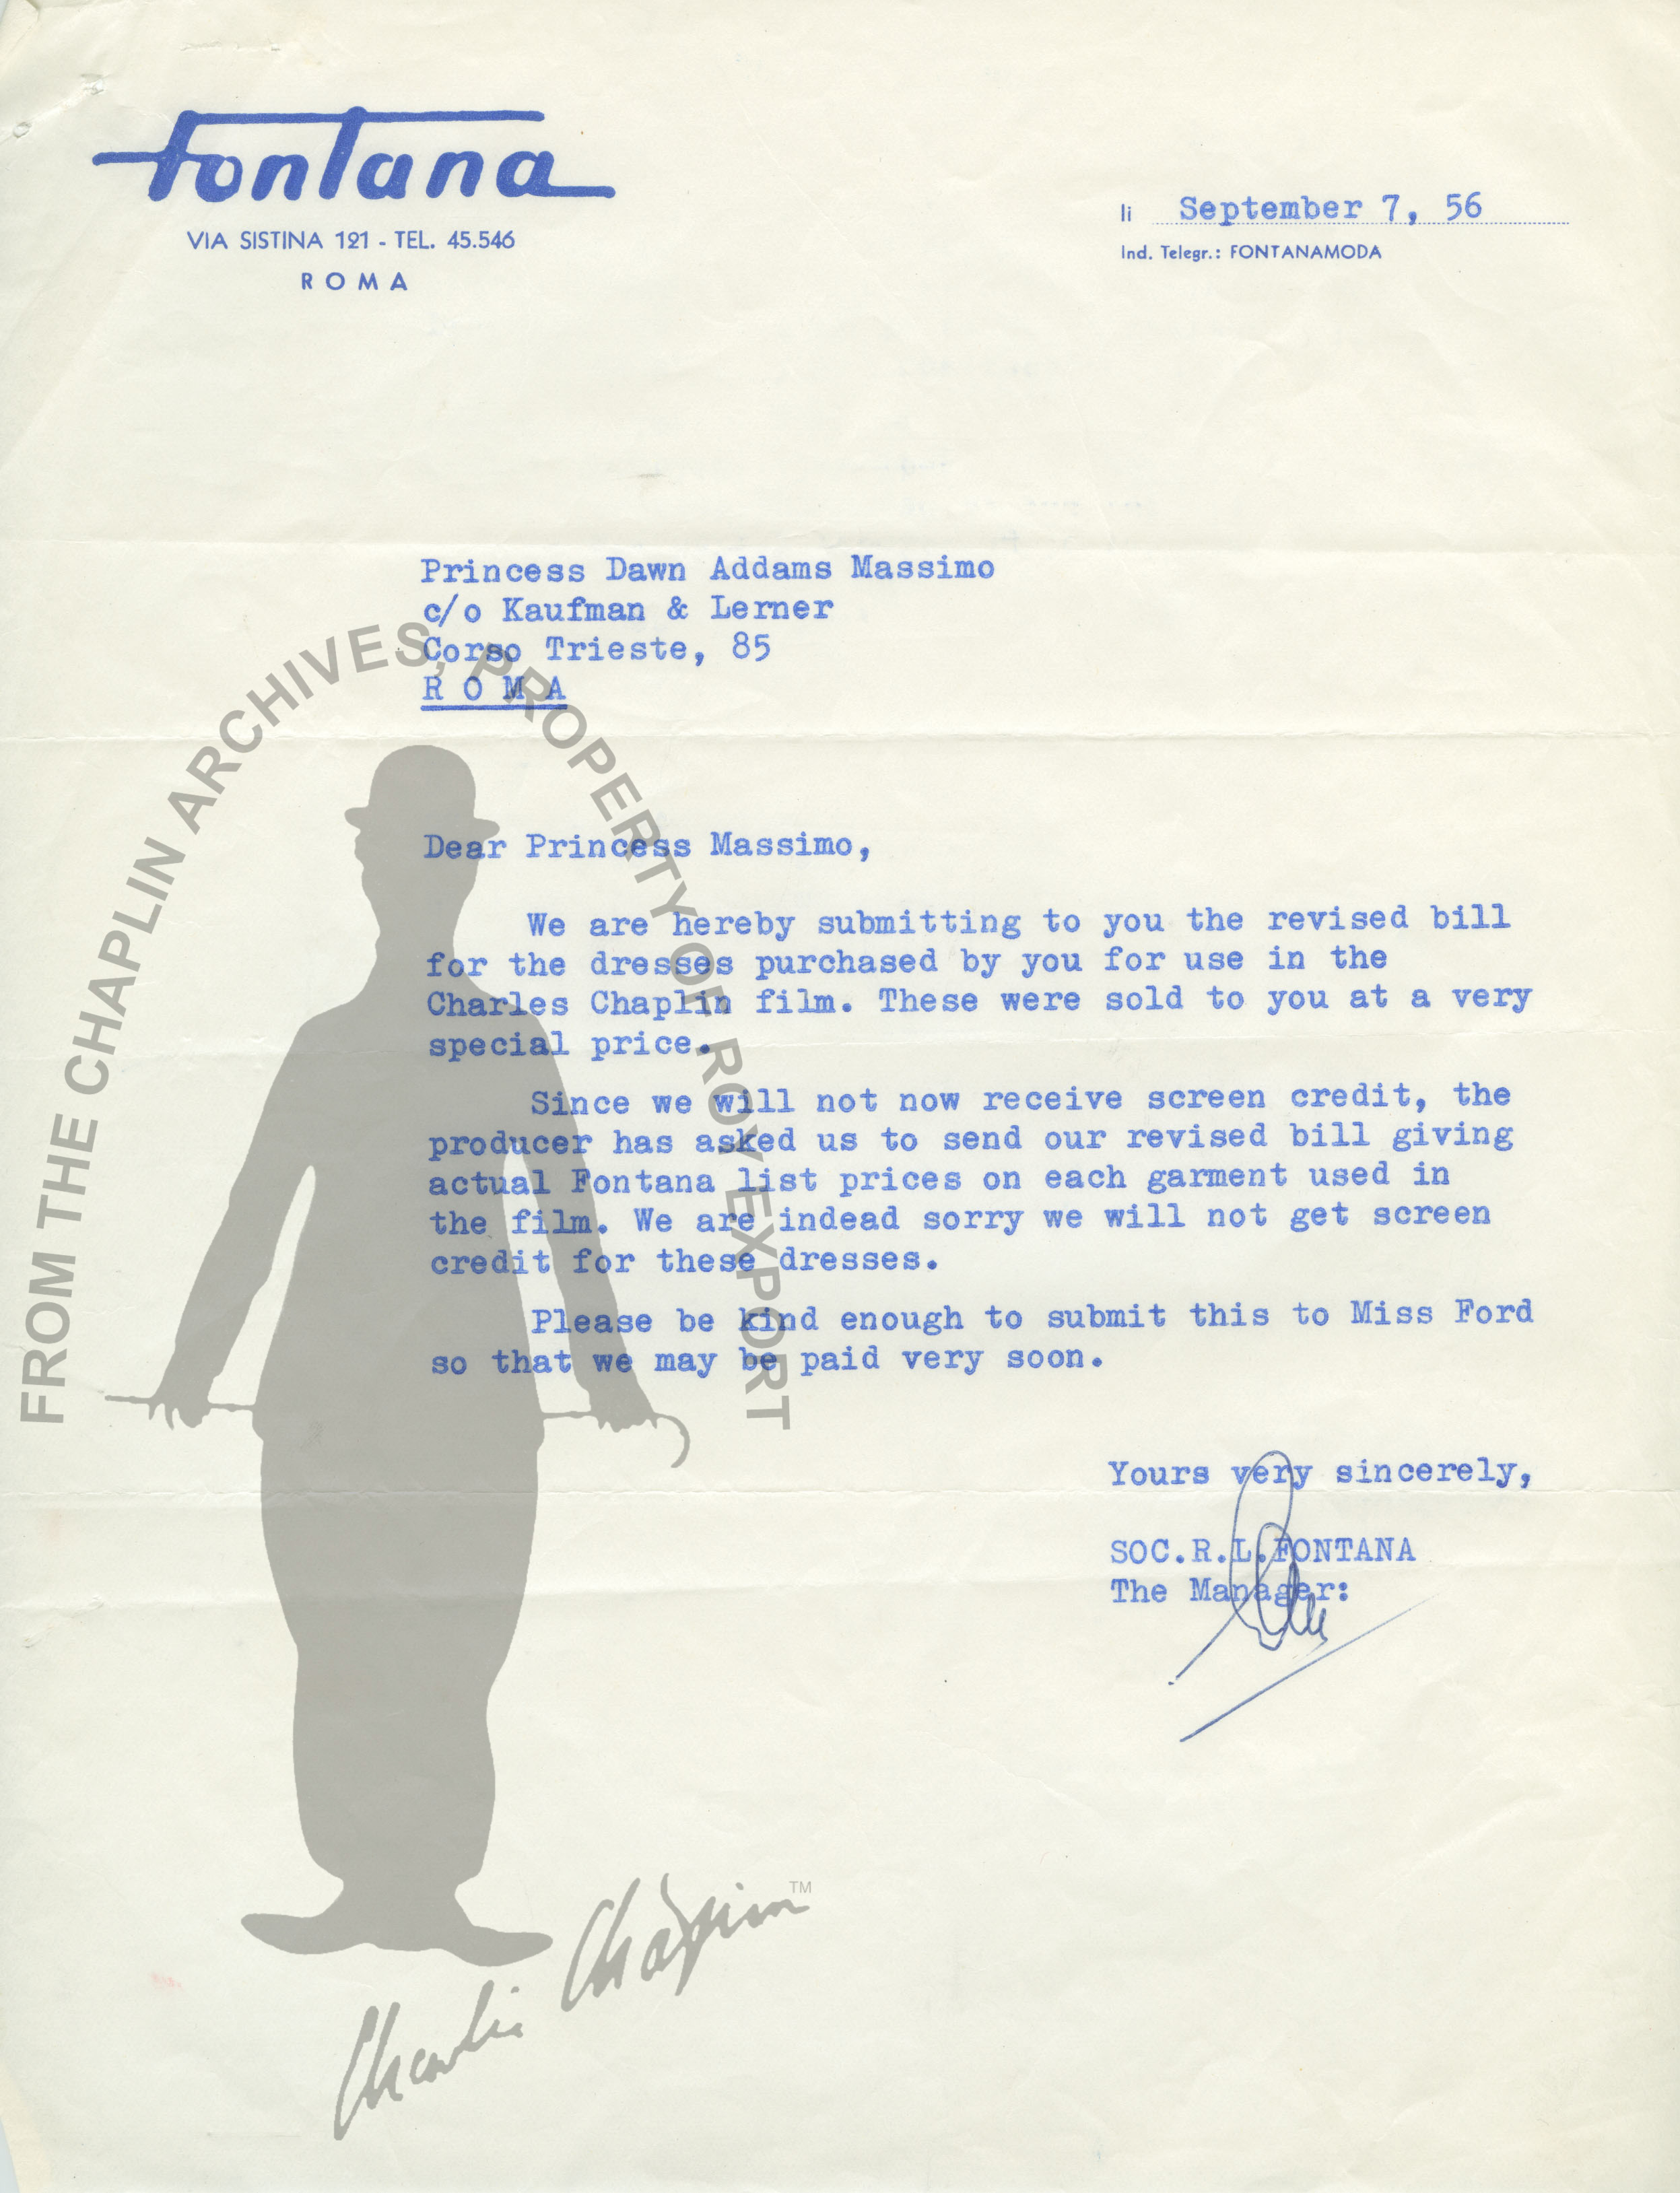 Fontana
VIA SISTINA 121 - TEL. 45.546
ROMA
li September 7, 56
Ind. Telegr.: FONTANAMODA
Princess Dawn Addams Massimo
c/o Kaufman & Lerner
Corso Trieste, 85
R O M A
Dear Princess Massimo,
We are hereby submitting to you the revised bill
for the dresses purchased by you for use in the
Charles Chaplin film. These were sold to you at a very
special price.
Since we will not now receive screen credit, the
producer has asked us to send our revised bill giving
actual Fontana list prices on each garment used in
the film. We are indead sorry we will not get screen
credit for these dresses.
Please be kind enough to submit this to Miss Ford
so that we may be paid very soon.
Yours very sincerely,
SOC.R.L.FONTANA
The Manager:
FROM THE CHAPLIN ARCHIVES, PROPERTY OF ROY EXPORT
Charlie Chaplin TM